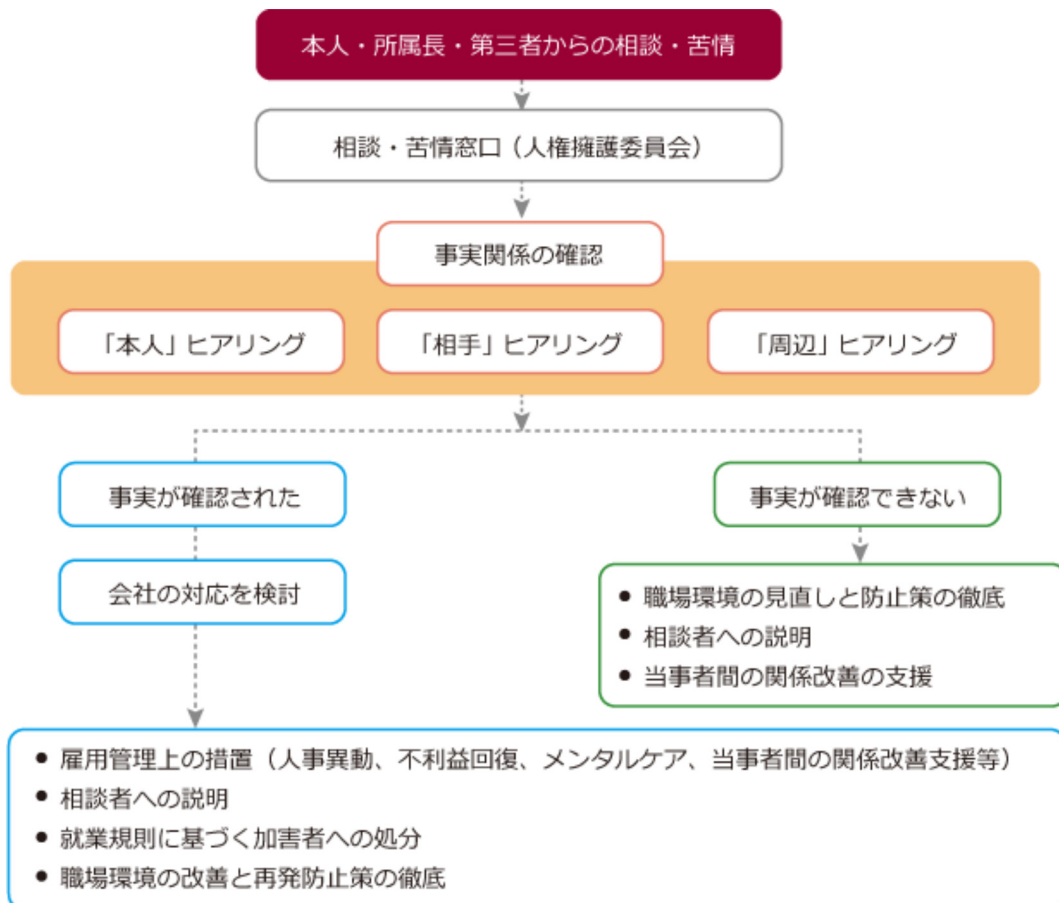 本人・所属長・第三者からの相談・苦情
相談・苦情窓口（人権擁護委員会）
事実関係の確認
「本人」ヒアリング
「相手」ヒアリング
「周辺」ヒアリング
事実が確認された
事実が確認できない
会社の対応を検討
● 職場環境の見直しと防止策の徹底
● 相談者への説明
● 当事者間の関係改善の支援
● 雇用管理上の措置（人事異動、不利益回復、メンタルケア、当事者間の関係改善支援等）
● 相談者への説明
● 就業規則に基づく加害者への処分
● 職場環境の改善と再発防止策の徹底